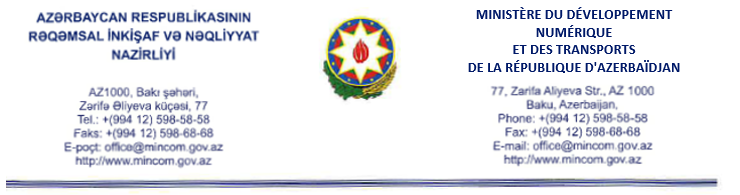 AZƏRBAYCAN RESPUBLİKASININ
RƏQƏMSAL İNKİŞAF VƏ NƏQLİYYAT
NAZİRLİYİ
AZ1000, Bakı şəhəri,
Zərifə Əliyeva küçəsi, 77
Tel.: +(994 12) 598-58-58
Faks: +(994 12) 598-68-68
E-poçt: office@mincom.gov.az
http://www.mincom.gov.az
MINISTÈRE DU DÉVELOPPEMENT
NUMÉRIQUE
ET DES TRANSPORTS
DE LA RÉPUBLIQUE D'AZERBAÏDJAN
77, Zarifa Aliyeva Str., AZ 1000
Baku, Azerbaijan,
Phone: +(994 12) 598-58-58
Fax: +(994 12) 598-68-68
E-mail: office@mincom.gov.az
http://www.mincom.gov.az